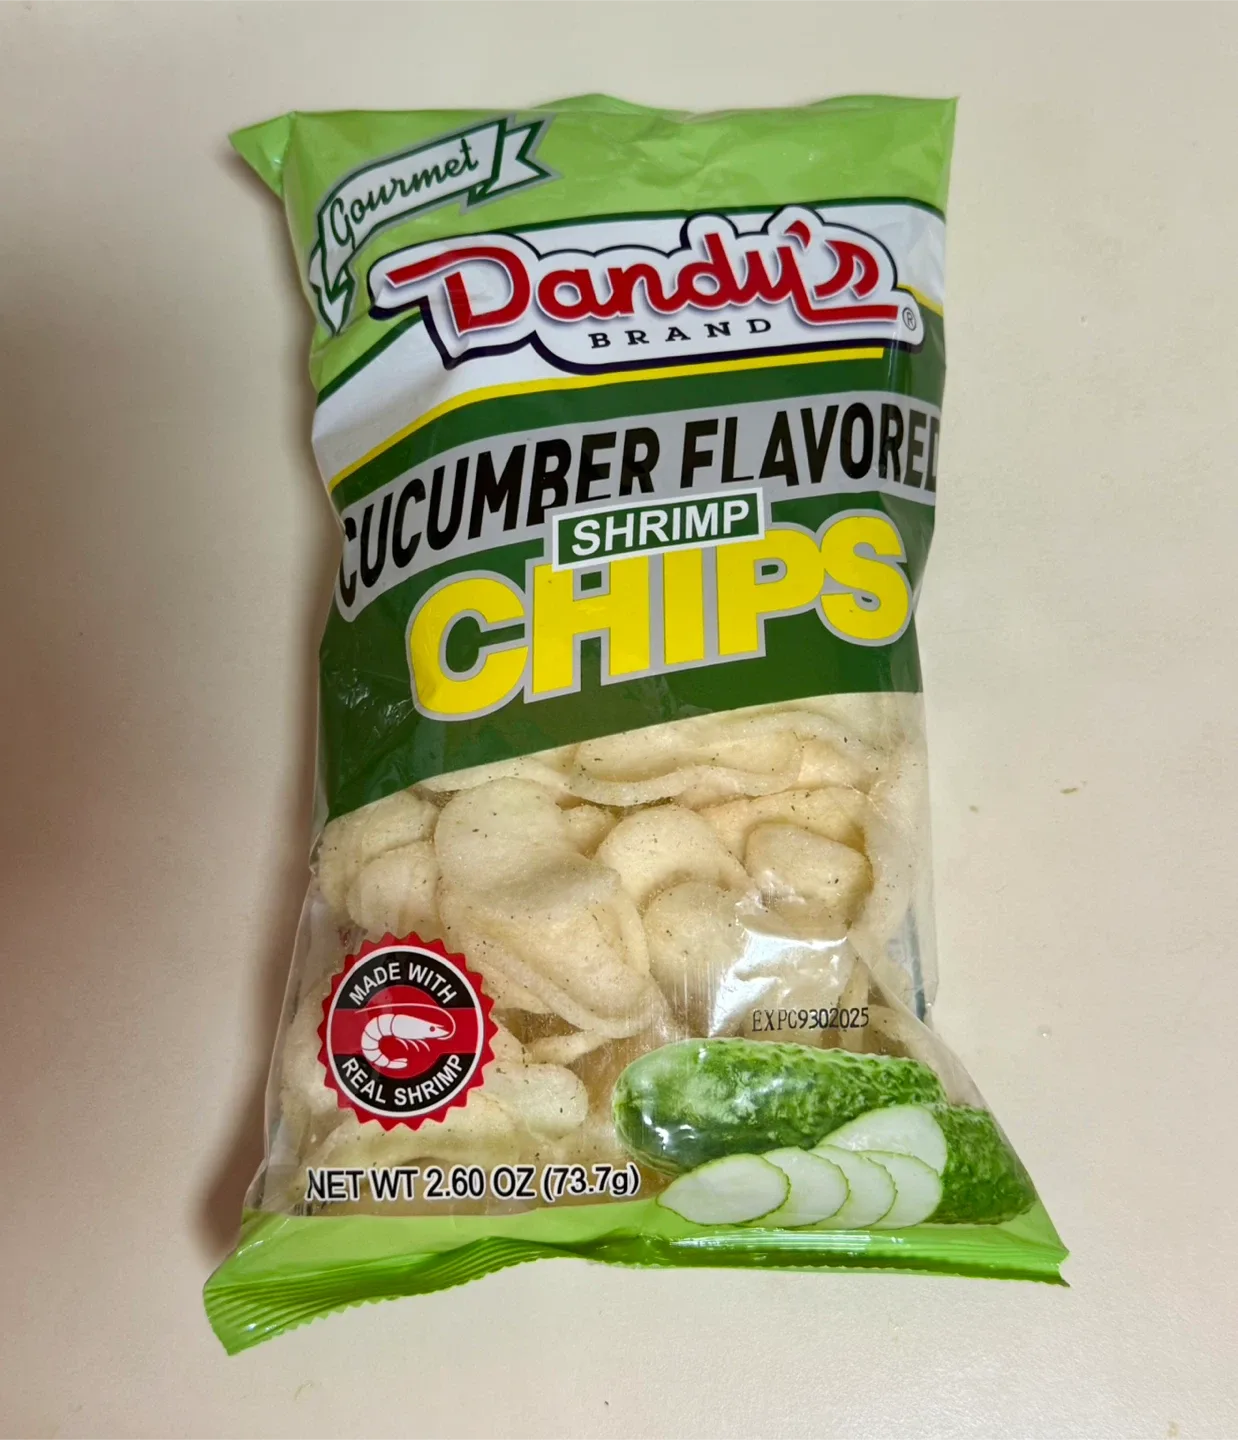 Gourmet
Dandy's
BRAND ®
CUCUMBER FLAVORED
SHRIMP
CHIPS
MADE WITH
REAL SHRIMP
EXP09302025
NET WT 2.60 OZ (73.7g)